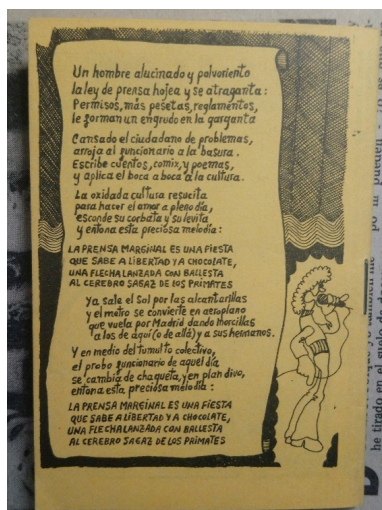 Un hombre alucinado y polvoriento
la ley de prensa hojea y se atraganta:
Permisos, más pesetas, reglamentos,
le forman un engrudo en la garganta
Cansado el ciudadano de problemas,
arroja al funcionario a la basura.
Escribe cuentos, comix, y poemas,
y aplica el boca a boca a la cultura.
La oxidada cultura resucita
para hacer el amor a pleno día,
esconde su corbata y su levita
y entona esta preciosa melodía:
LA PRENSA MARGINAL ES UNA FIESTA
QUE SABE A LIBERTAD Y A CHOCOLATE,
UNA FLECHA LANZADA CON BALLESTA
AL CEREBRO SAGAZ DE LOS PRIMATES
Ya sale el Sol por las alcantarillas
y el metro se convierte en aeroplano
que vuela por Madrid dando morcillas
a los de aquí (o de allá) y a sus hermanos.
Y en medio del tumulto colectivo,
el probo funcionario de aquel día
se cambia de chaqueta, y en plan divo,
entona esta preciosa melodía:
LA PRENSA MARGINAL ES UNA FIESTA
QUE SABE A LIBERTAD Y A CHOCOLATE,
UNA FLECHA LANZADA CON BALLESTA
AL CEREBRO SAGAZ DE LOS PRIMATES
he tirado en el suelo